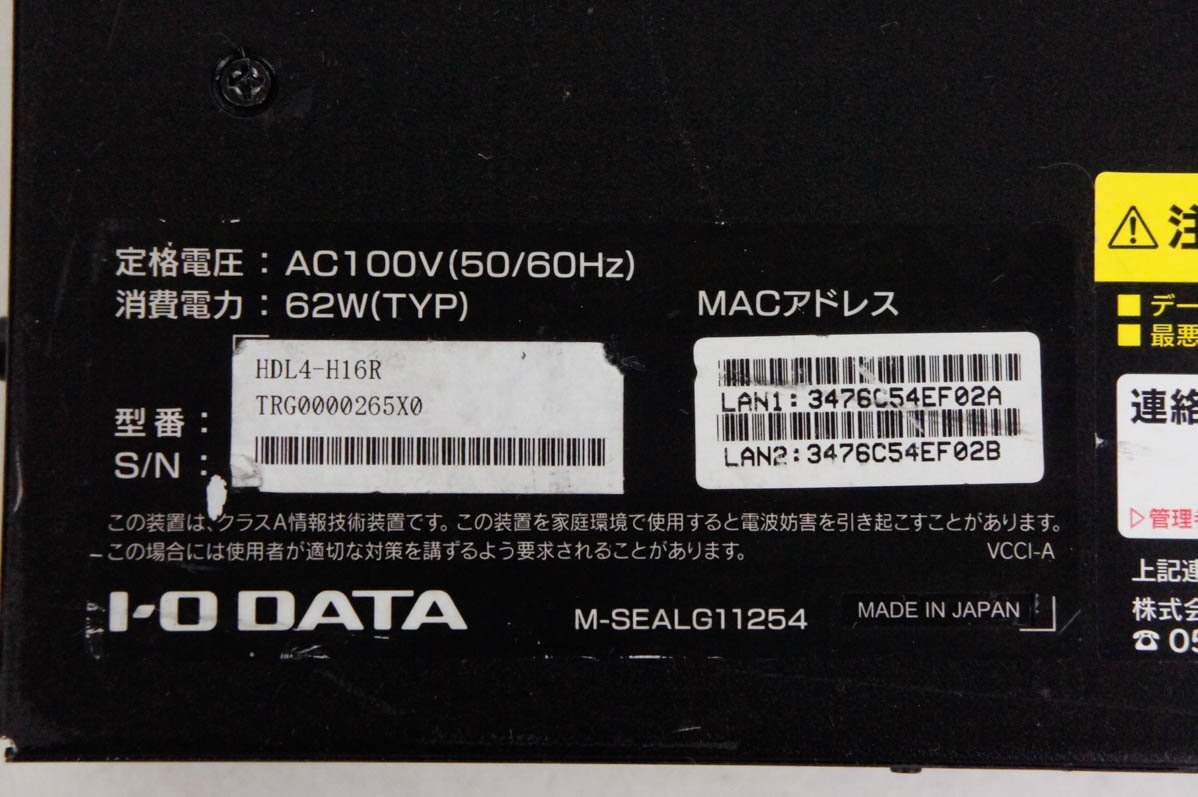 定格電圧：AC100V(50/60Hz)
消費電力：62W(TYP)
MACアドレス
HDL4-H16R
TRG0000265X0
型番：
S/N：
LAN1:3476C54EF02A
LAN2:3476C54EF02B
この装置は、クラスA情報技術装置です。この装置を家庭環境で使用すると電波妨害を引き起こすことがあります。
この場合には使用者が適切な対策を講ずるよう要求されることがあります。
VCCI-A
I-O DATA
M-SEALG11254
MADE IN JAPAN
⚠注
■デー
■最悪
連絡
▷管理
上記連
株式会
☎05